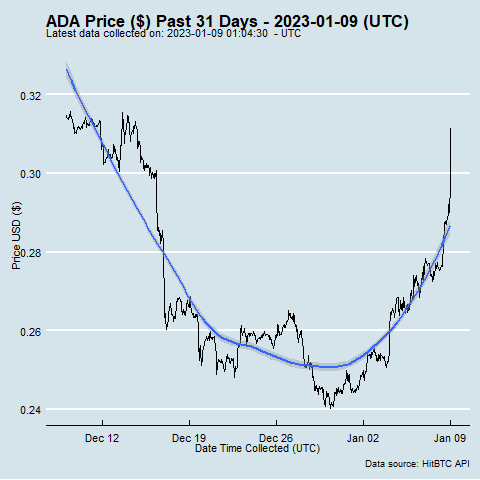 ADA Price ($) Past 31 Days - 2023-01-09 (UTC)
Latest data collected on: 2023-01-09 01:04:30 - UTC
0.32
0.30
0.28
0.26
0.24
Price USD ($)
Dec 12 Dec 19 Dec 26 Jan 02 Jan 09
Date Time Collected (UTC)
Data source: HitBTC API